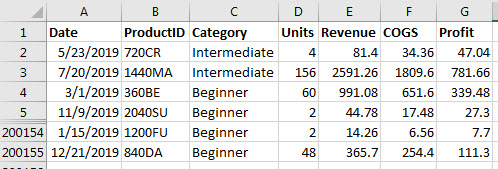 A B C D E F G
1 Date ProductID Category Units Revenue COGS Profit
2 5/23/2019 720CR Intermediate 4 81.4 34.36 47.04
3 7/20/2019 1440MA Intermediate 156 2591.26 1809.6 781.66
4 3/1/2019 360BE Beginner 60 991.08 651.6 339.48
5 11/9/2019 2040SU Beginner 2 44.78 17.48 27.3
200154 1/15/2019 1200FU Beginner 2 14.26 6.56 7.7
200155 12/21/2019 840DA Beginner 48 365.7 254.4 111.3